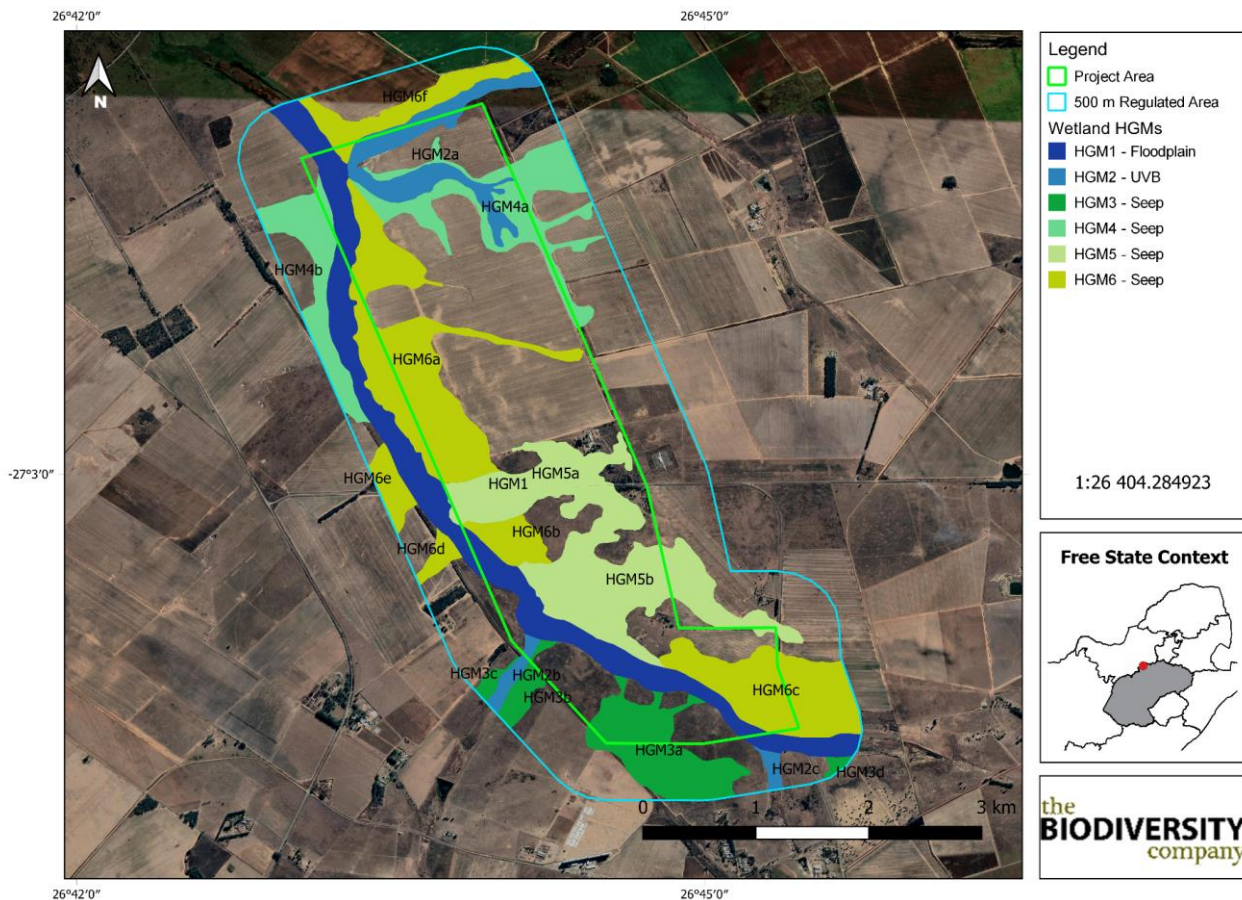 26°42'0"
26°45'0"
N
-27°3'0"
HGM6f
HGM2a
HGM4a
HGM4b
HGM6a
HGM5a
HGM1
HGM6e
HGM6b
HGM6d
HGM5b
HGM3c
HGM2b
HGM3b
HGM6c
HGM3a
HGM2c
HGM3d
0 1 2 3 km
26°42'0"
26°45'0"
Legend
Project Area
500 m Regulated Area
Wetland HGMs
HGM1 - Floodplain
HGM2 - UVB
HGM3 - Seep
HGM4 - Seep
HGM5 - Seep
HGM6 - Seep
1:26 404.284923
Free State Context
the
BIODIVERSITY
company